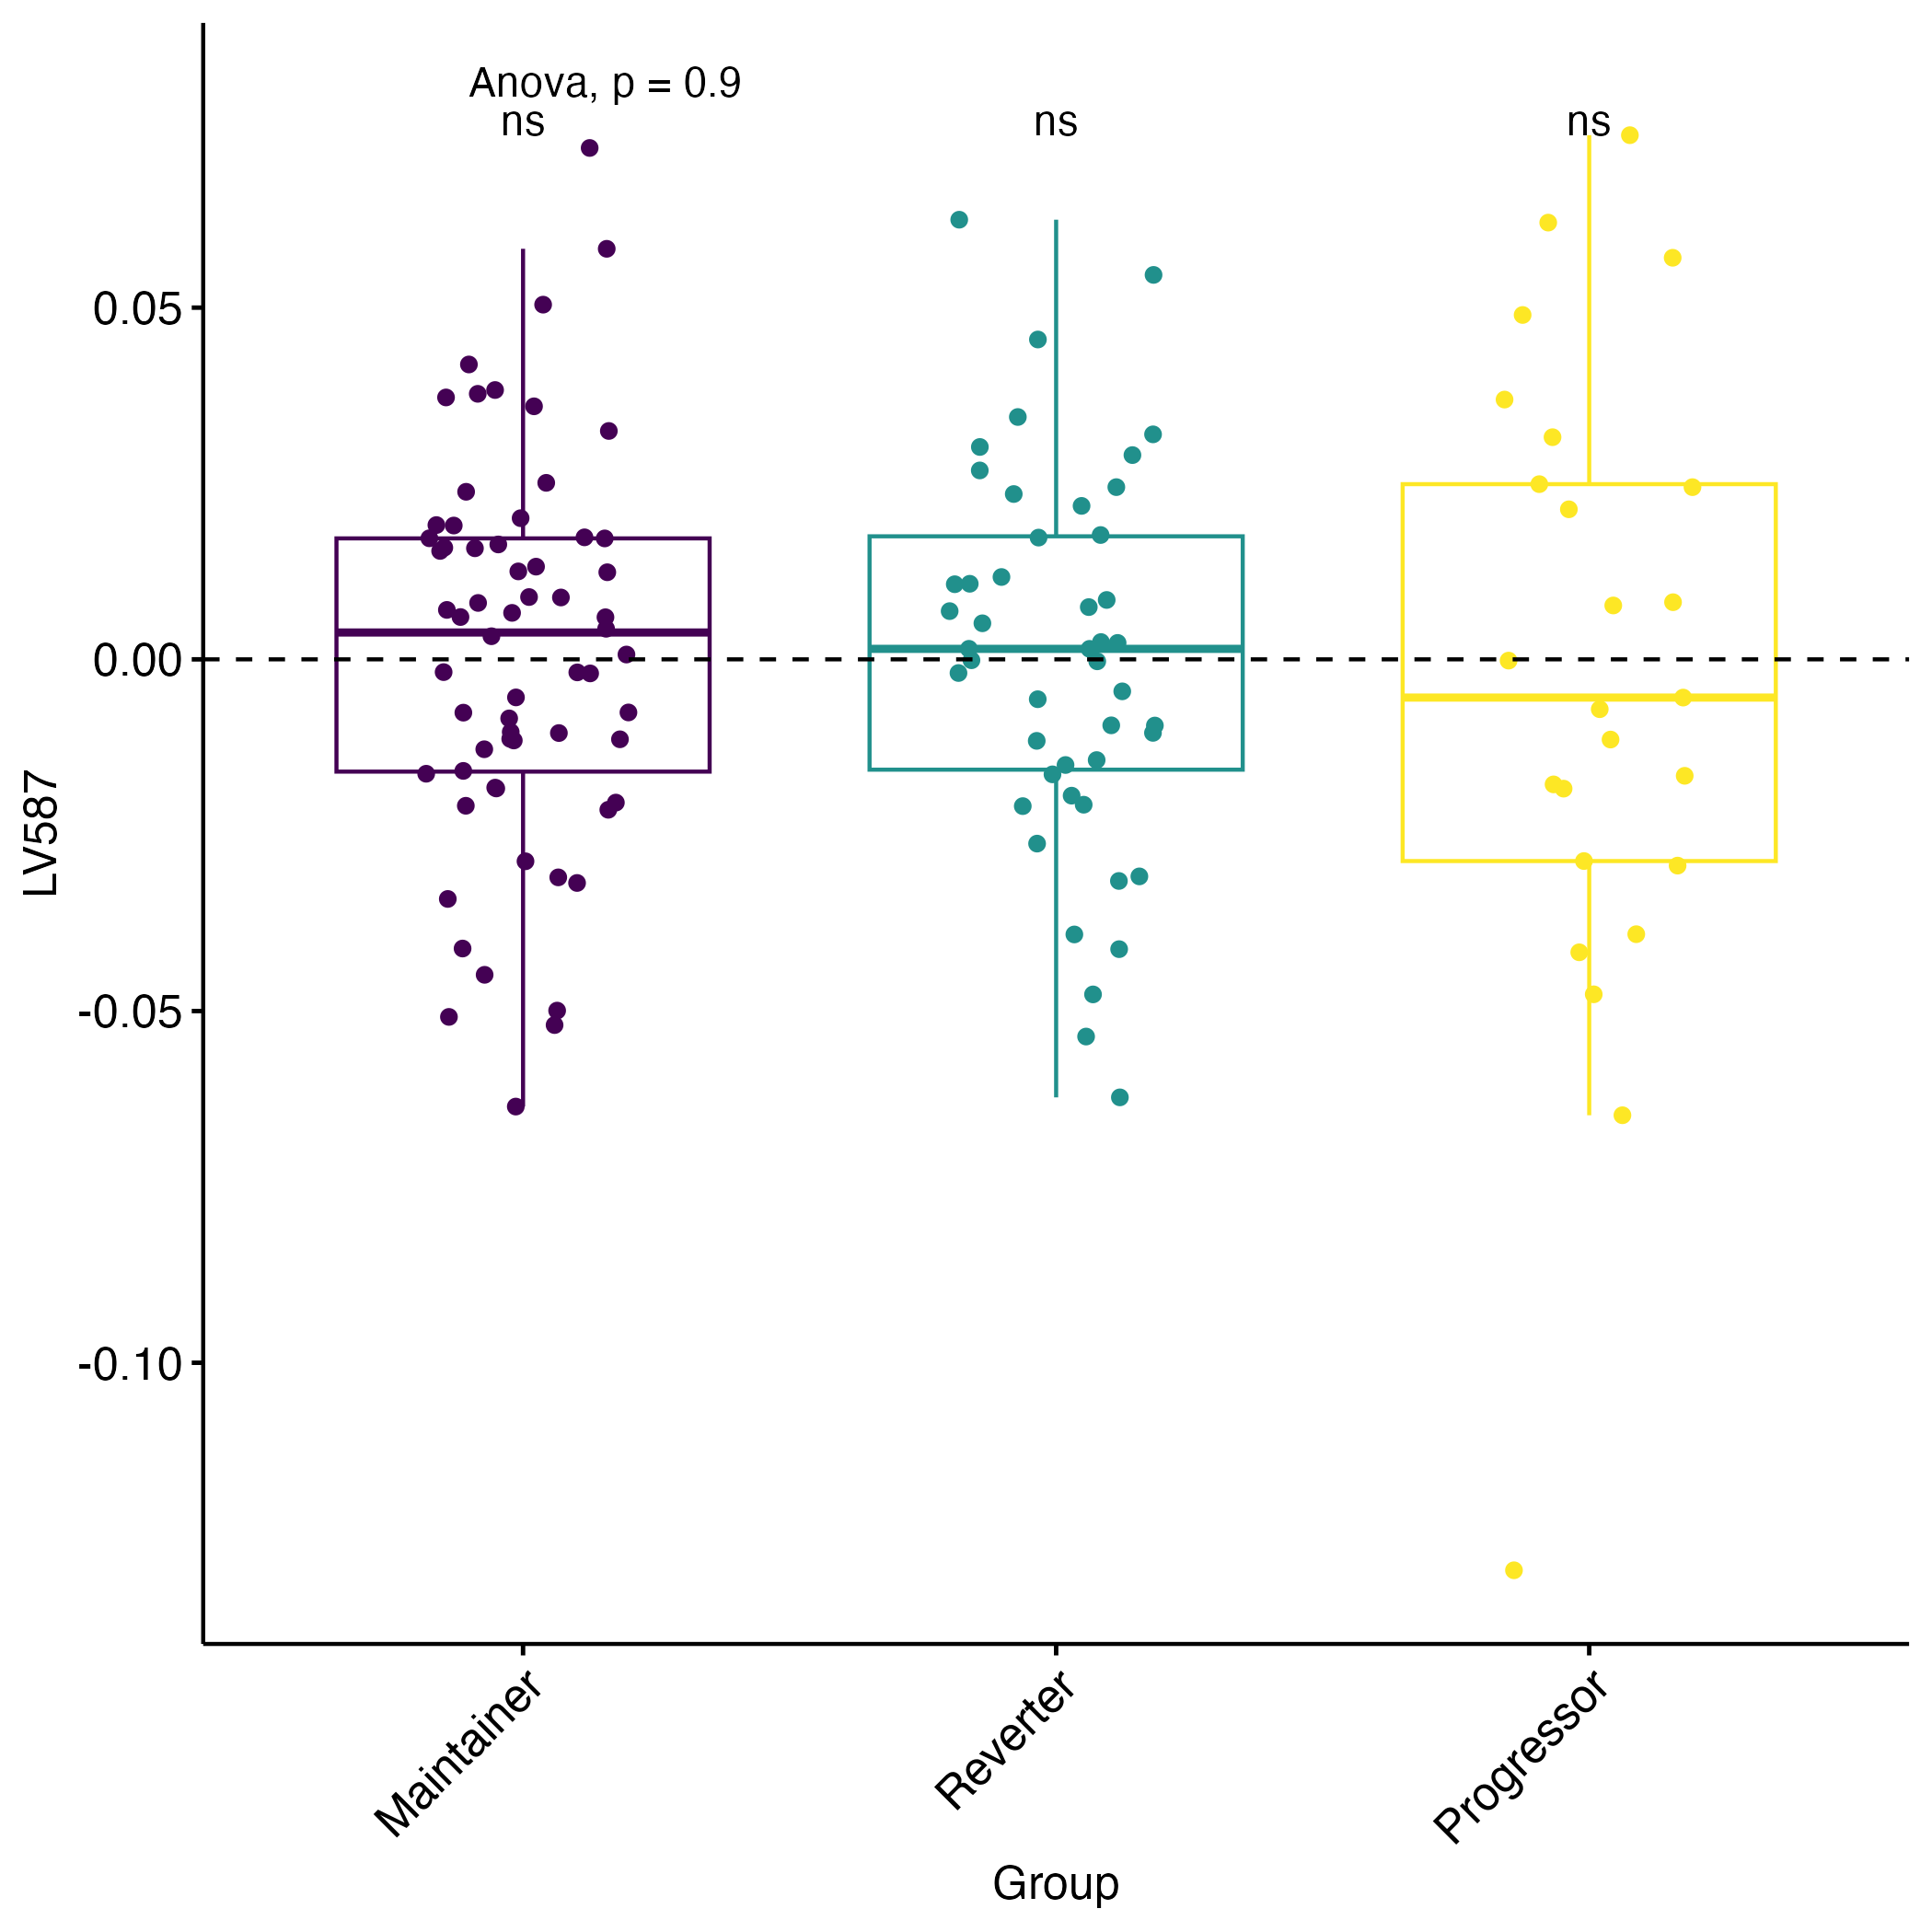 Anova, p = 0.9
ns
ns
ns
0.05
0.00
-0.05
-0.10
LV587
Maintainer
Reverter
Progressor
Group